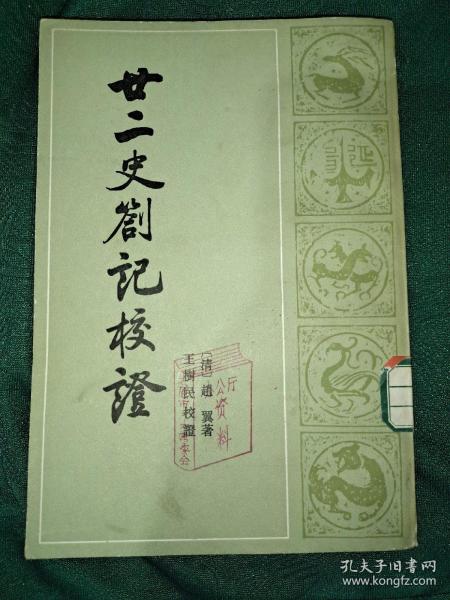 廿二史劄記校證
〔清〕趙翼著
王樹民校證
公厅
资料
孔夫子旧书网
www.kongfz.com